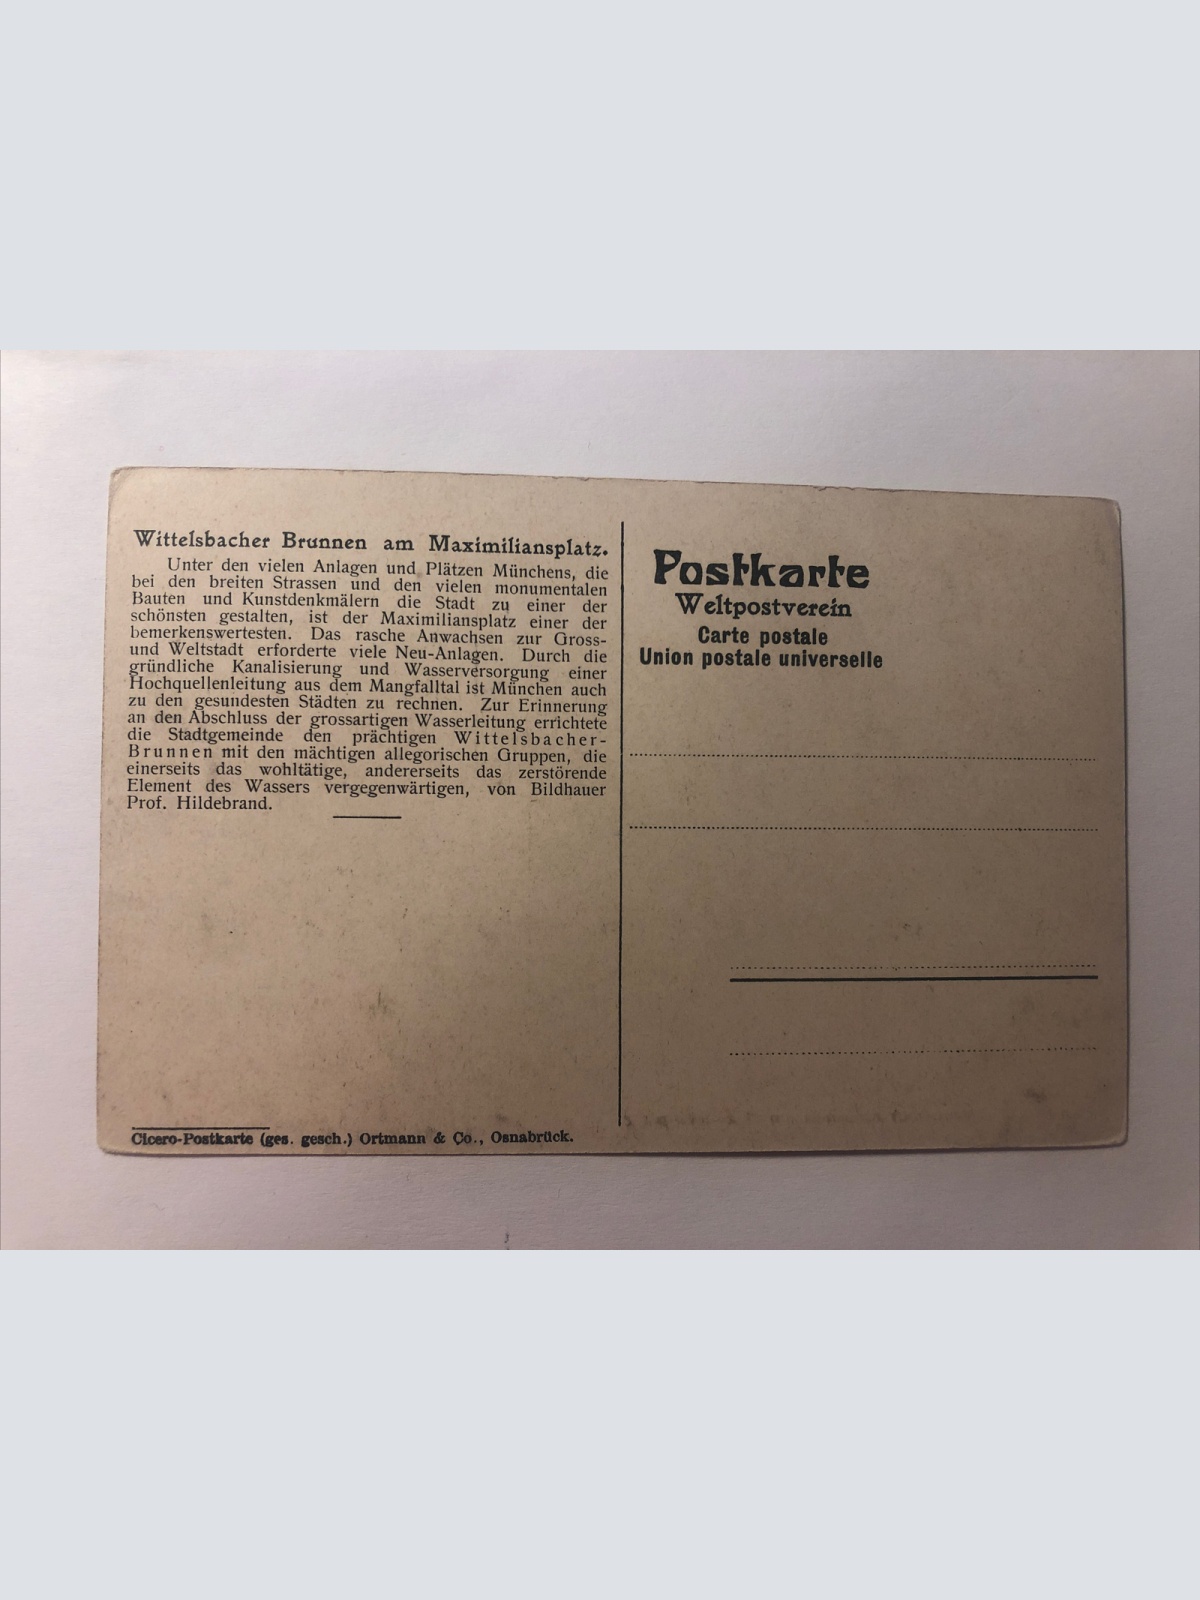 Wittelsbacher Brunnen am Maximiliansplatz.
Unter den vielen Anlagen und Plätzen Münchens, die
bei den breiten Strassen und den vielen monumentalen
Bauten und Kunstdenkmälern die Stadt zu einer der
schönsten gestalten, ist der Maximiliansplatz einer der
bemerkenswertesten. Das rasche Anwachsen zur Gross-
und Weltstadt erforderte viele Neu-Anlagen. Durch die
gründliche Kanalisierung und Wasserversorgung einer
Hochquellenleitung aus dem Mangfalltal ist München auch
zu den gesundesten Städten zu rechnen. Zur Erinnerung
an den Abschluss der grossartigen Wasserleitung errichtete
die Stadtgemeinde den prächtigen Wittelsbacher-
Brunnen mit den mächtigen allegorischen Gruppen, die
einerseits das wohltätige, andererseits das zerstörende
Element des Wassers vergegenwärtigen, von Bildhauer
Prof. Hildebrand.
Cicero-Postkarte (ges. gesch.) Ortmann & Co., Osnabrück.
Postkarte
Weltpostverein
Carte postale
Union postale universelle